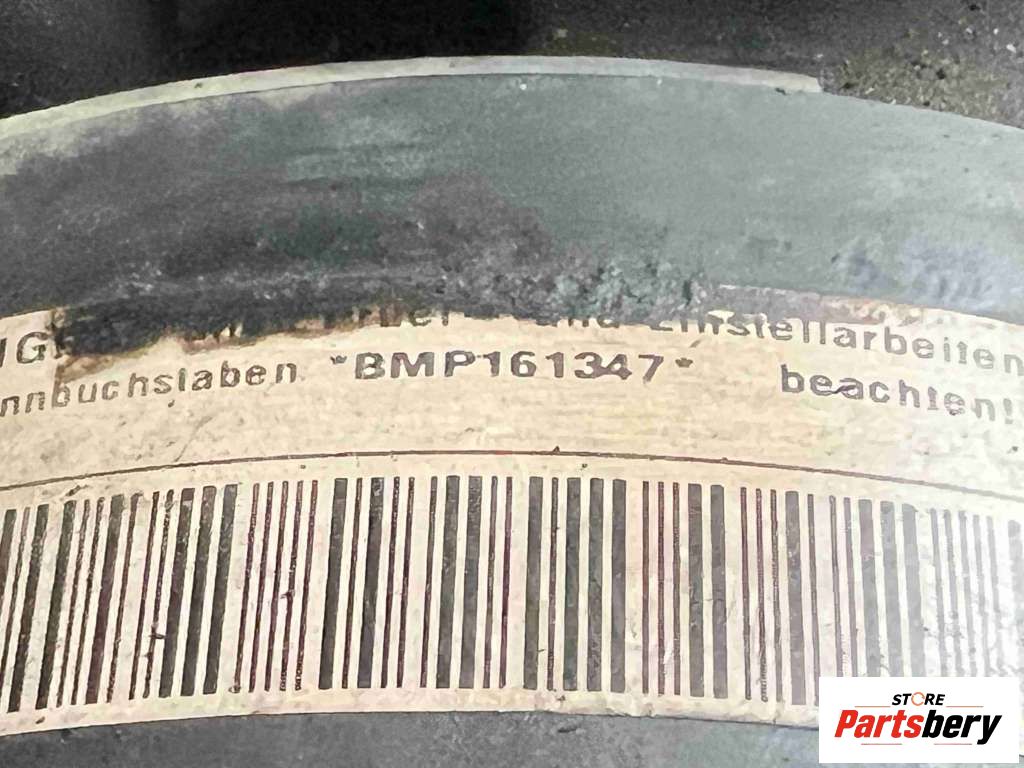 Einstellarbeiten
nnbuchstaben *BMP161347* beachten!
STORE
Partsbery